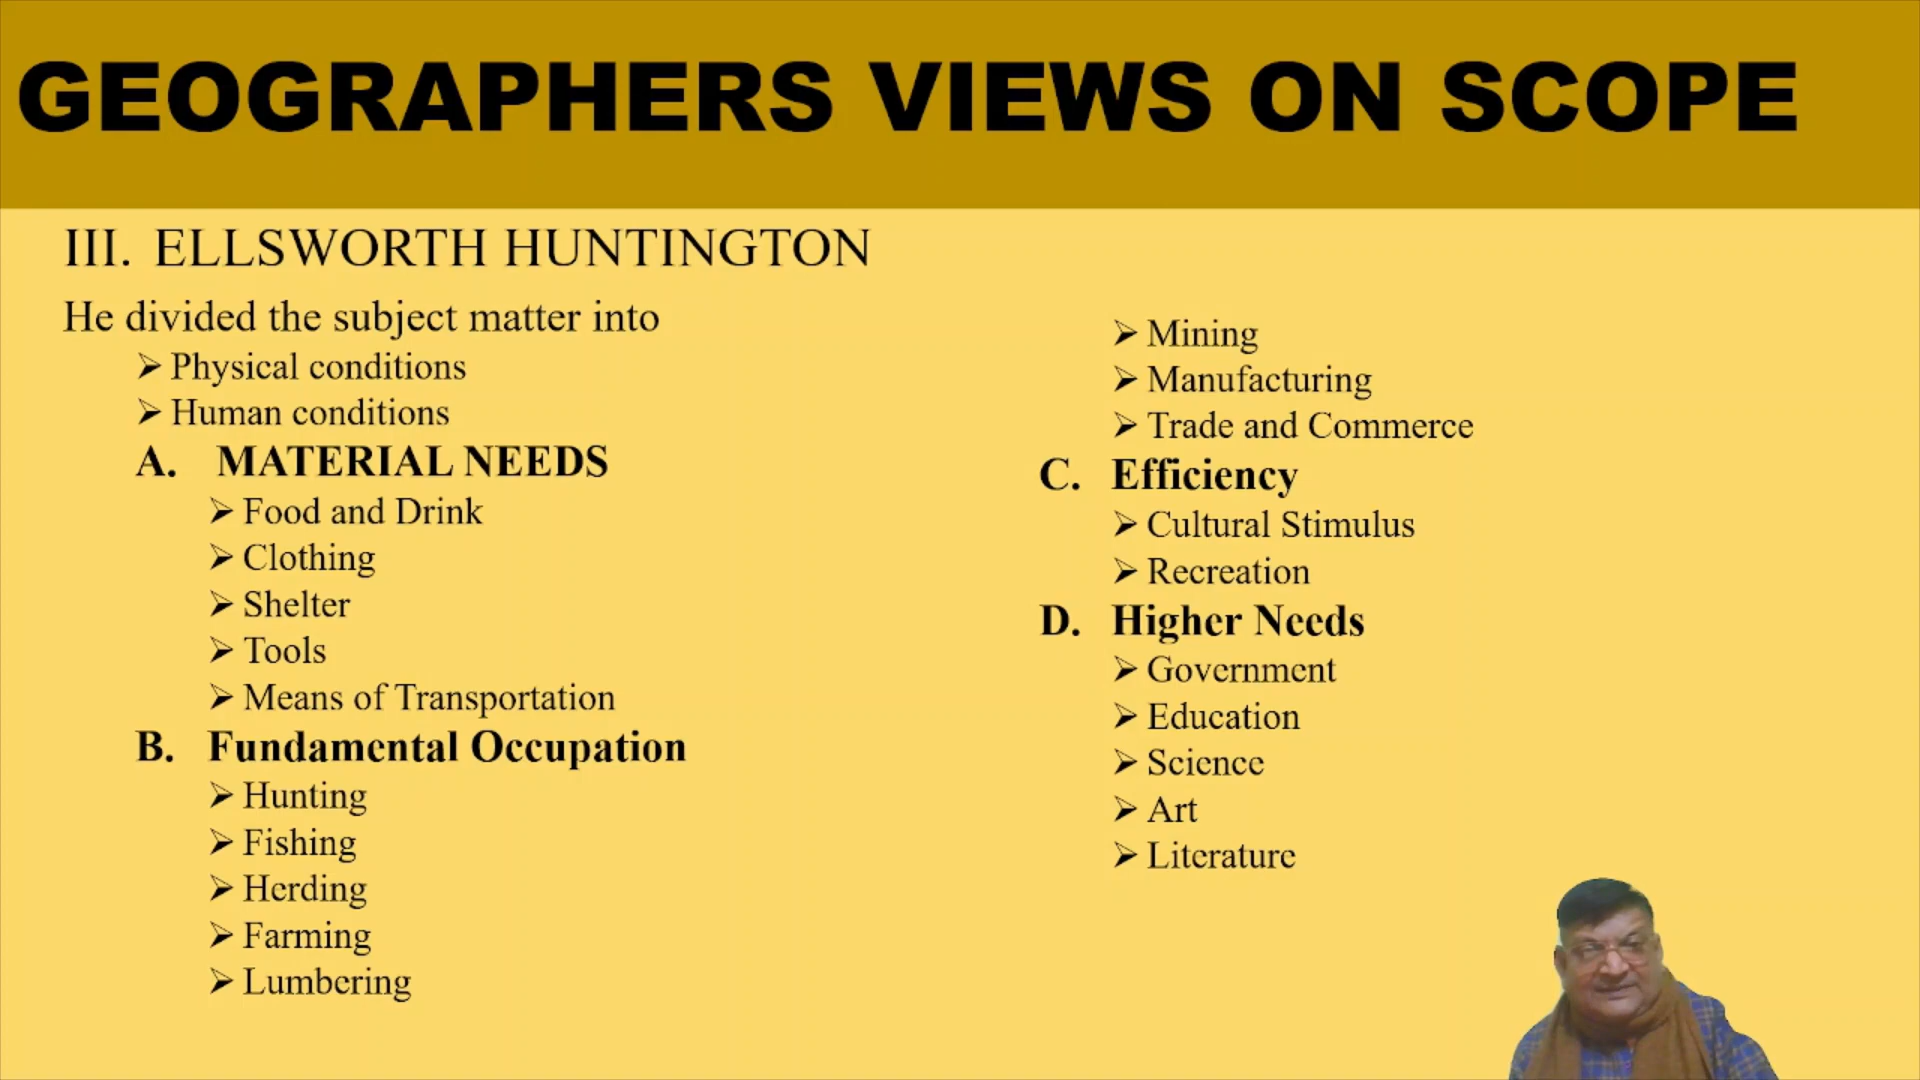 GEOGRAPHERS VIEWS ON SCOPE
III. ELLSWORTH HUNTINGTON
He divided the subject matter into
➢ Physical conditions
➢ Human conditions
A. MATERIAL NEEDS
➢ Food and Drink
➢ Clothing
➢ Shelter
➢ Tools
➢ Means of Transportation
B. Fundamental Occupation
➢ Hunting
➢ Fishing
➢ Herding
➢ Farming
➢ Lumbering
➢ Mining
➢ Manufacturing
➢ Trade and Commerce
C. Efficiency
➢ Cultural Stimulus
➢ Recreation
D. Higher Needs
➢ Government
➢ Education
➢ Science
➢ Art
➢ Literature